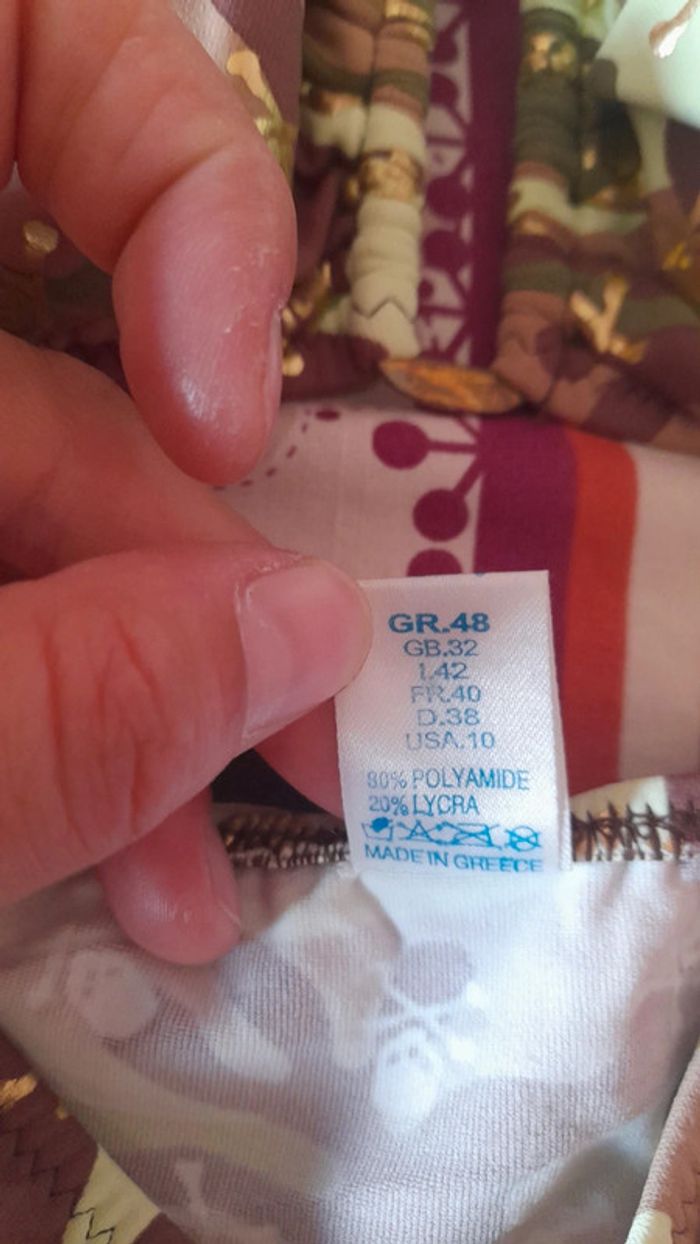 GR.48
GB.32
I.42
FR.40
D.38
USA.10
80% POLYAMIDE
20% LYCRA
MADE IN GREECE